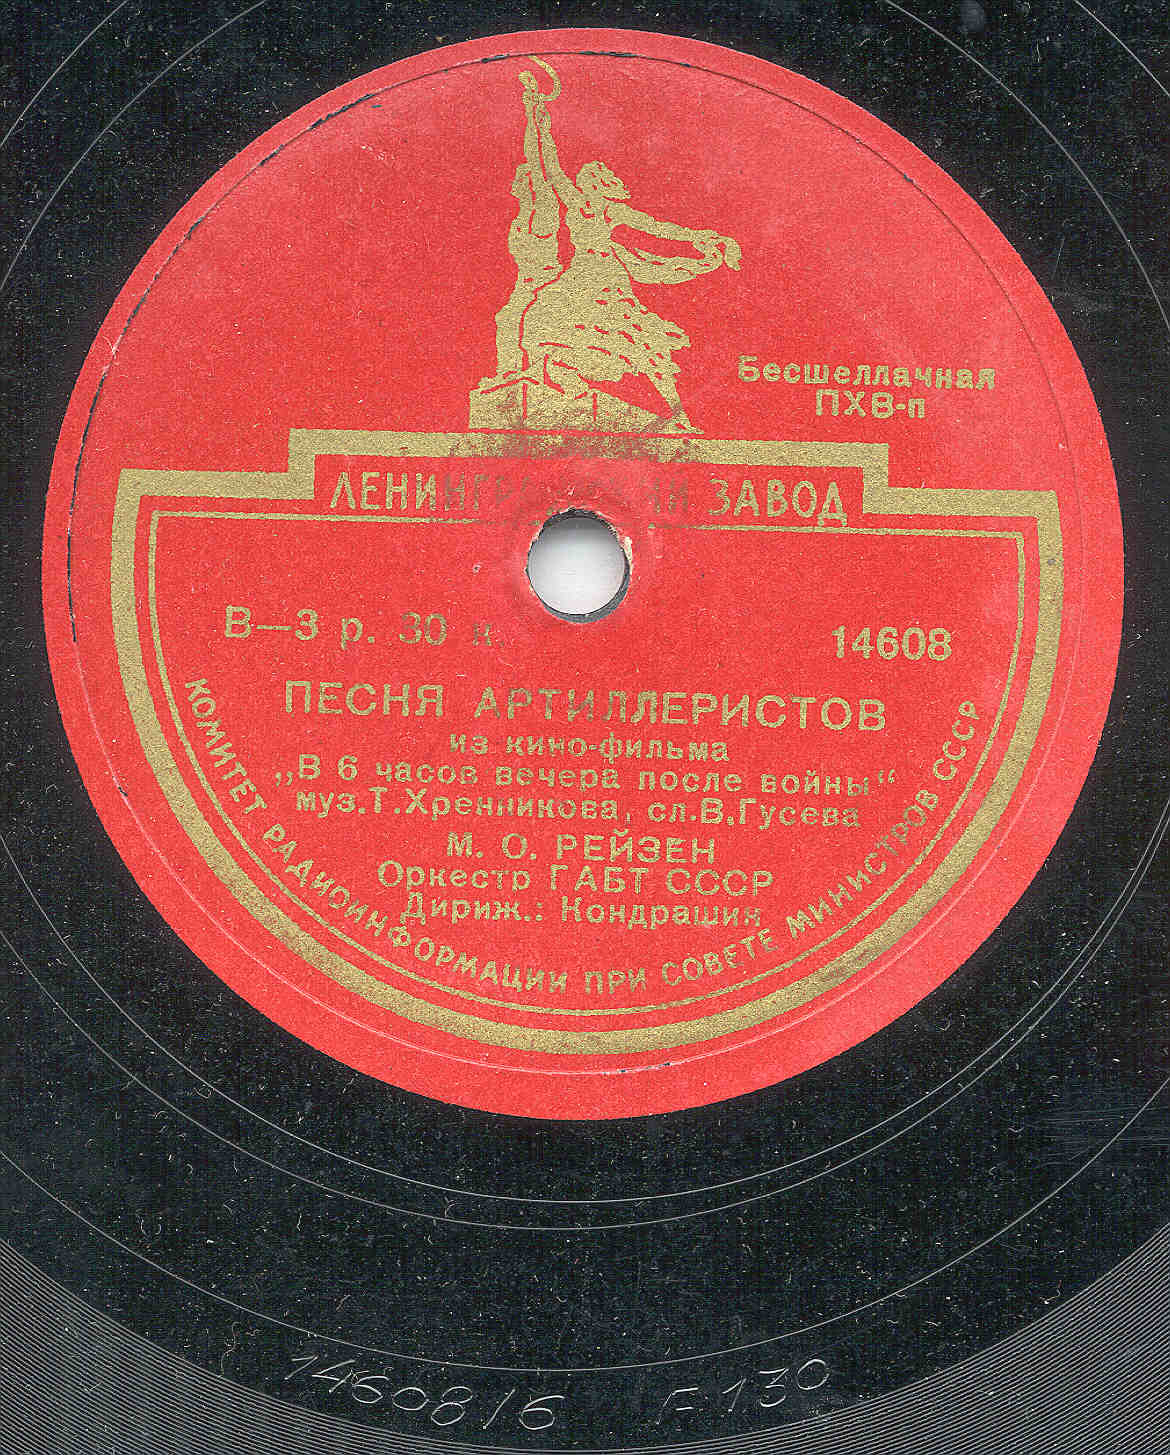 Бесшеллачная
ПХВ-п
ЛЕНИНГРАДСКИЙ ЗАВОД
В—3 р. 30 к.
14608
ПЕСНЯ АРТИЛЛЕРИСТОВ
из кино-фильма
„В 6 часов вечера после войны“
муз.Т.Хренникова, сл.В.Гусева
М. О. РЕЙЗЕН
Оркестр ГАБТ СССР
Дириж.: Кондрашин
КОМИТЕТ РАДИОИНФОРМАЦИИ ПРИ СОВЕТЕ МИНИСТРОВ СССР
14608/6 F-130